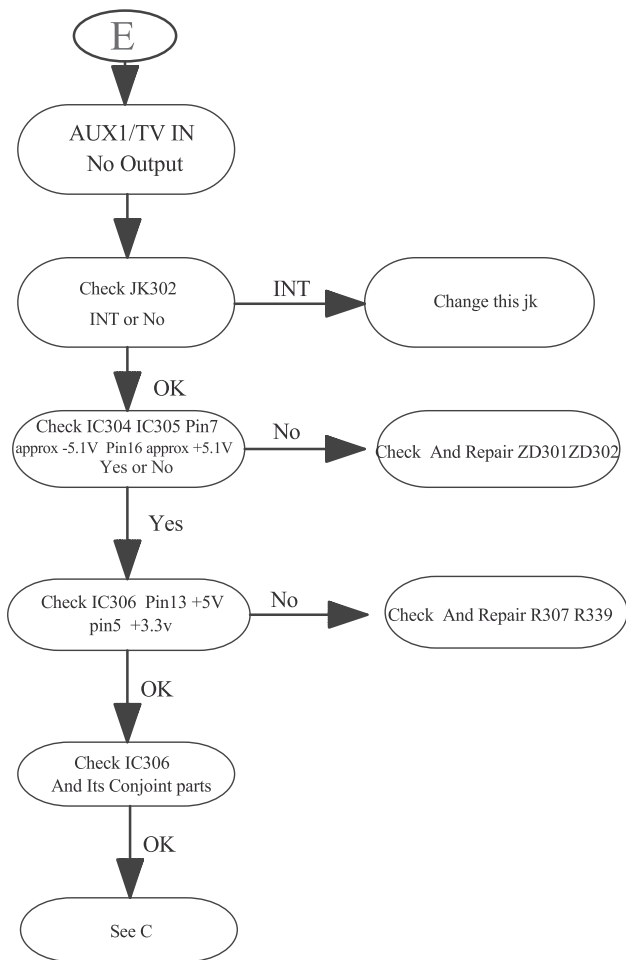 E
AUX1/TV IN
No Output
Check JK302
INT or No
INT
Change this jk
OK
Check IC304 IC305 Pin7
approx -5.1V Pin16 approx +5.1V
Yes or No
No
Check And Repair ZD301ZD302
Yes
Check IC306 Pin13 +5V
pin5 +3.3v
No
Check And Repair R307 R339
OK
Check IC306
And Its Conjoint parts
OK
See C